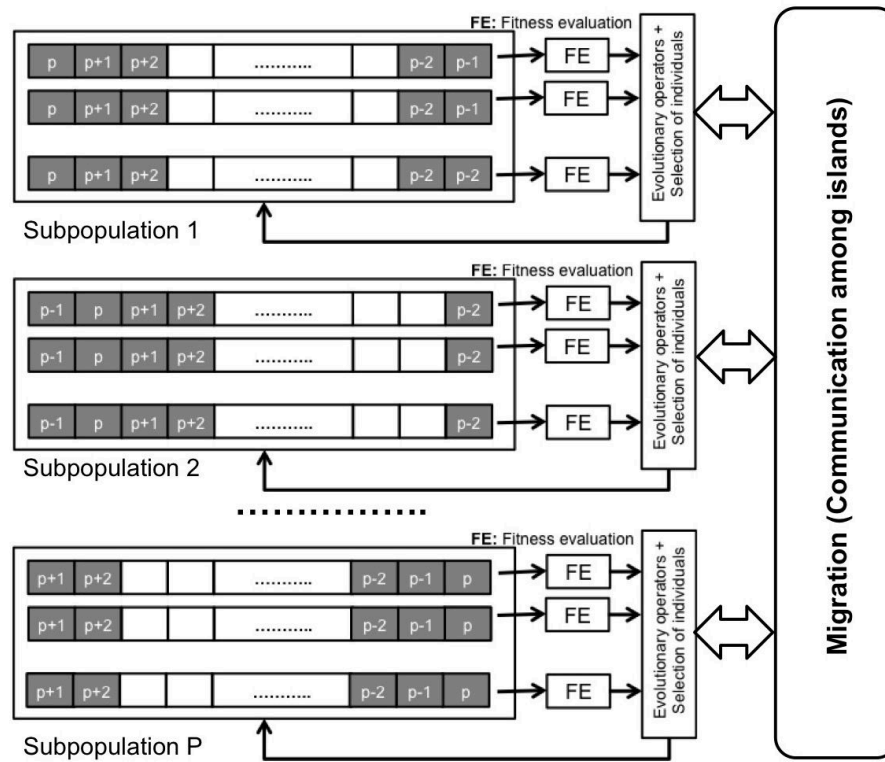 FE: Fitness evaluation
p p+1 p+2 ........... p-2 p-1 FE
p p+1 p+2 ........... p-2 p-1 FE
p p+1 p+2 ........... p-2 p-2 FE
Evolutionary operators +
Selection of individuals
Subpopulation 1
FE: Fitness evaluation
p-1 p p+1 p+2 ........... p-2 FE
p-1 p p+1 p+2 ........... p-2 FE
p-1 p p+1 p+2 ........... p-2 FE
Evolutionary operators +
Selection of individuals
Subpopulation 2
.................
FE: Fitness evaluation
p+1 p+2 ........... p-2 p-1 p FE
p+1 p+2 ........... p-2 p-1 p FE
p+1 p+2 ........... p-2 p-1 p FE
Evolutionary operators +
Selection of individuals
Subpopulation P
Migration (Communication among islands)